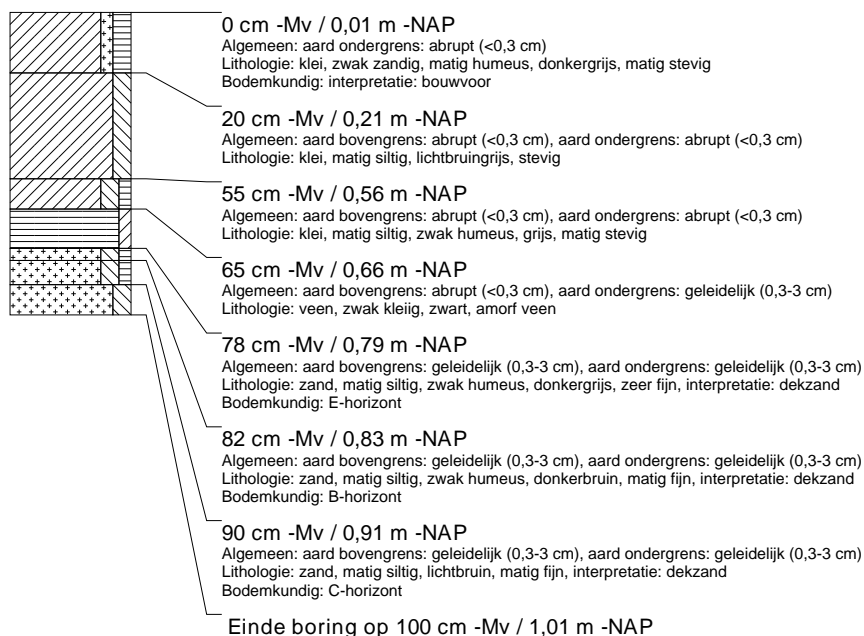 0 cm -Mv / 0,01 m -NAP
Algemeen: aard ondergrens: abrupt (<0,3 cm)
Lithologie: klei, zwak zandig, matig humeus, donkergrijs, matig stevig
Bodemkundig: interpretatie: bouwvoor
20 cm -Mv / 0,21 m -NAP
Algemeen: aard bovengrens: abrupt (<0,3 cm), aard ondergrens: abrupt (<0,3 cm)
Lithologie: klei, matig siltig, lichtbruingrijs, stevig
55 cm -Mv / 0,56 m -NAP
Algemeen: aard bovengrens: abrupt (<0,3 cm), aard ondergrens: abrupt (<0,3 cm)
Lithologie: klei, matig siltig, zwak humeus, grijs, matig stevig
65 cm -Mv / 0,66 m -NAP
Algemeen: aard bovengrens: abrupt (<0,3 cm), aard ondergrens: geleidelijk (0,3-3 cm)
Lithologie: veen, zwak kleiig, zwart, amorf veen
78 cm -Mv / 0,79 m -NAP
Algemeen: aard bovengrens: geleidelijk (0,3-3 cm), aard ondergrens: geleidelijk (0,3-3 cm)
Lithologie: zand, matig siltig, zwak humeus, donkergrijs, zeer fijn, interpretatie: dekzand
Bodemkundig: E-horizont
82 cm -Mv / 0,83 m -NAP
Algemeen: aard bovengrens: geleidelijk (0,3-3 cm), aard ondergrens: geleidelijk (0,3-3 cm)
Lithologie: zand, matig siltig, zwak humeus, donkerbruin, matig fijn, interpretatie: dekzand
Bodemkundig: B-horizont
90 cm -Mv / 0,91 m -NAP
Algemeen: aard bovengrens: geleidelijk (0,3-3 cm), aard ondergrens: geleidelijk (0,3-3 cm)
Lithologie: zand, matig siltig, lichtbruin, matig fijn, interpretatie: dekzand
Bodemkundig: C-horizont
Einde boring op 100 cm -Mv / 1,01 m -NAP